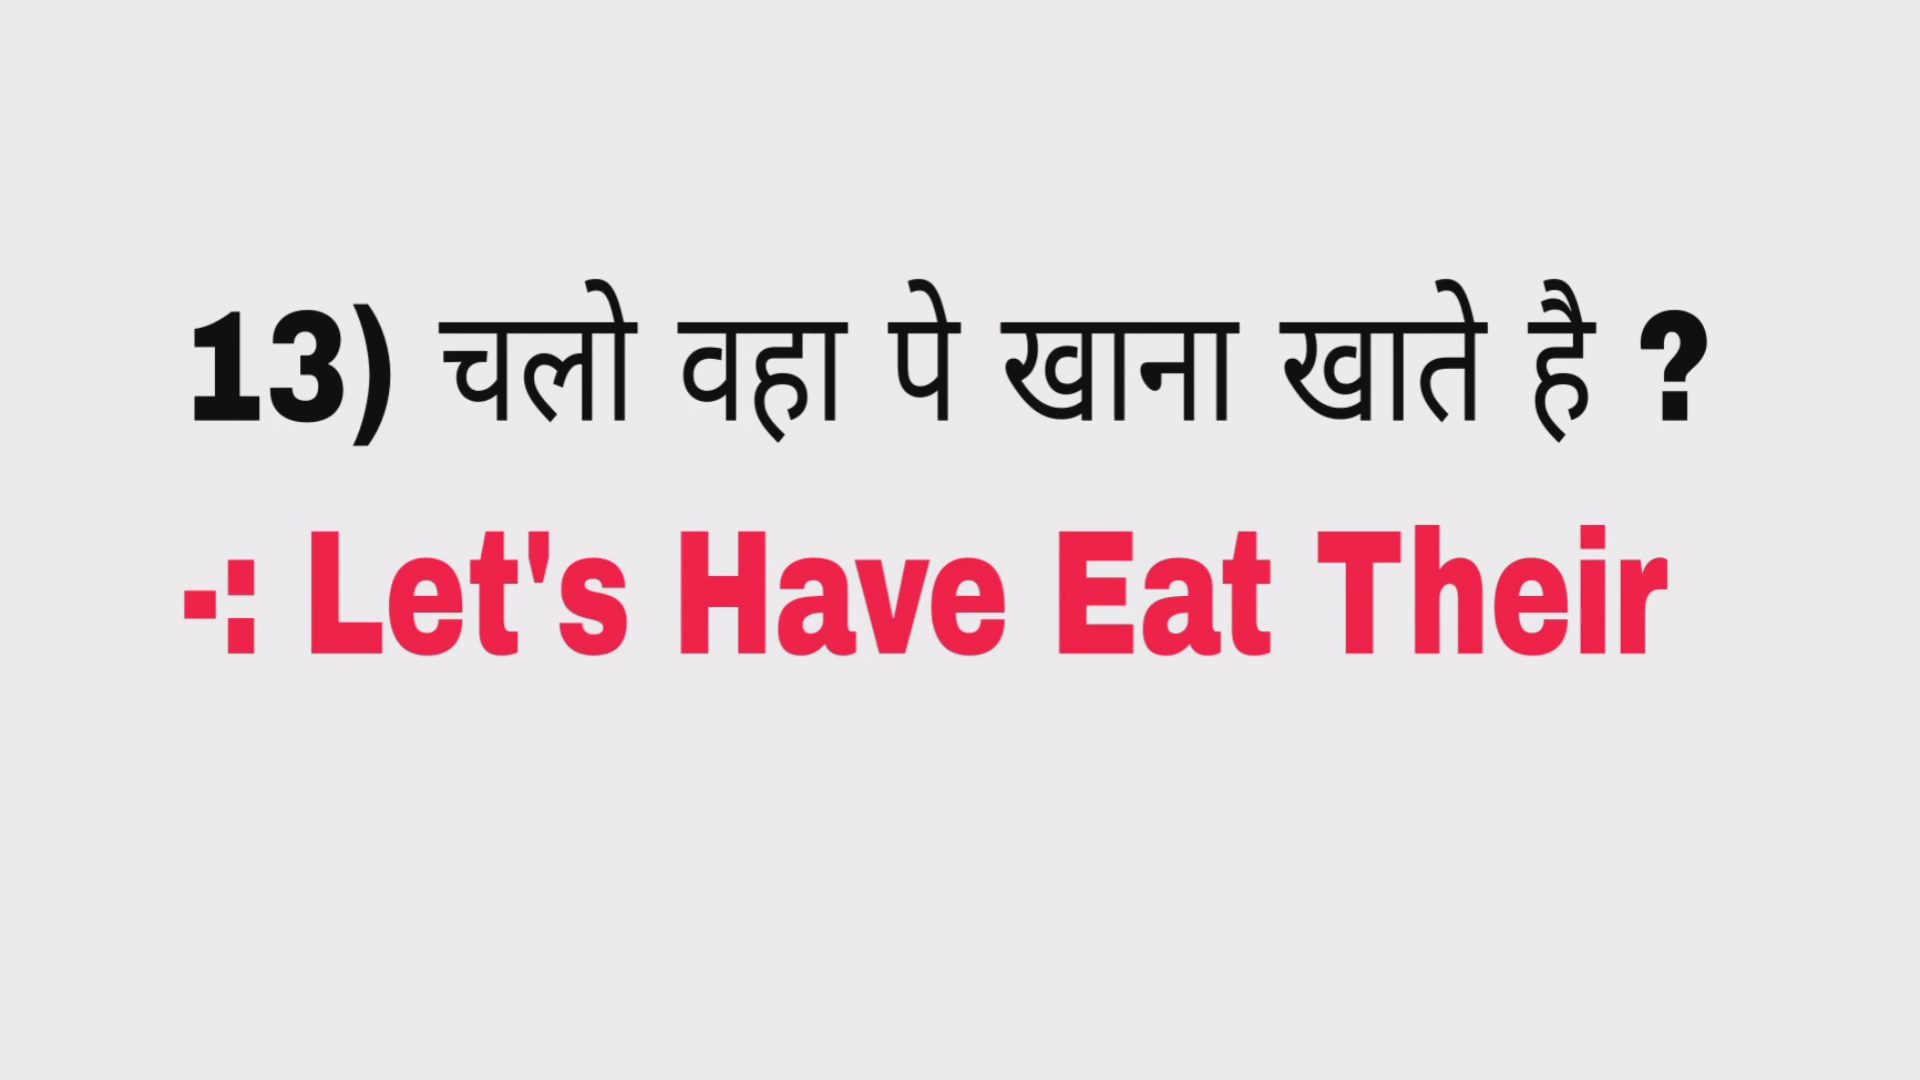 13) चलो वहा पे खाना खाते है ?
-: Let's Have Eat Their